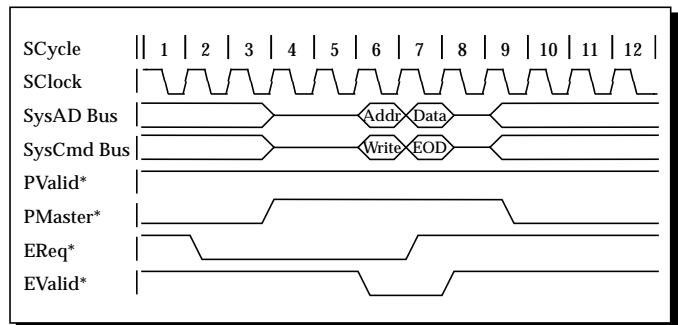 SCycle 1 2 3 4 5 6 7 8 9 10 11 12
SClock
SysAD Bus Addr Data
SysCmd Bus Write EOD
PValid*
PMaster*
EReq*
EValid*